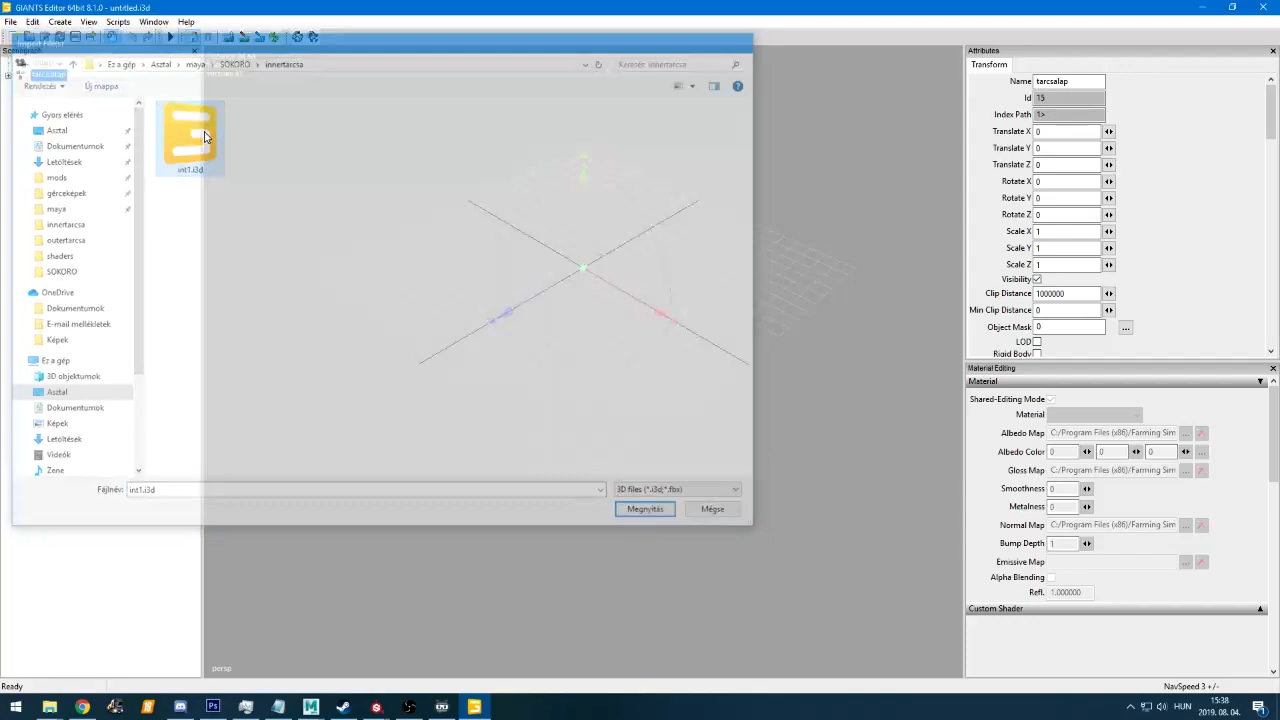 GIANTS Editor 64bit 8.1.0 - untitled.i3d
File Edit Create View Scripts Window Help
Import File(s)
Ez a gép > Asztal > maya > SOKORO > innertarcsa
Keresés: innertarcsa
tarcsalap
Rendezés Új mappa
Gyors elérés
Asztal
Dokumentumok
Letöltések
mods
gérceképek
maya
innertarcsa
outertarcsa
shaders
SOKORO
OneDrive
Dokumentumok
E-mail mellékletek
Képek
Ez a gép
3D objektumok
Asztal
Dokumentumok
Képek
Letöltések
Videók
Zene
int1.i3d
Fájlnév: int1.i3d
3D files (*.i3d;*.fbx)
Megnyitás Mégse
persp
Attributes
Transform
Name tarcsalap
Id 15
Index Path 1>
Translate X 0
Translate Y 0
Translate Z 0
Rotate X 0
Rotate Y 0
Rotate Z 0
Scale X 1
Scale Y 1
Scale Z 1
Visibility
Clip Distance 1000000
Min Clip Distance 0
Object Mask 0 ...
LOD
Rigid Body
Material Editing
Material
Shared-Editing Mode
Material
Albedo Map C:/Program Files (x86)/Farming Sim ...
Albedo Color 0 0 0 ...
Gloss Map C:/Program Files (x86)/Farming Sim ...
Smoothness 0
Metalness 0
Normal Map C:/Program Files (x86)/Farming Sim ...
Bump Depth 1
Emissive Map ...
Alpha Blending
Refl. 1.000000
Custom Shader
Ready
NavSpeed 3 +/-
HUN
15:38
2019. 08. 04.
1